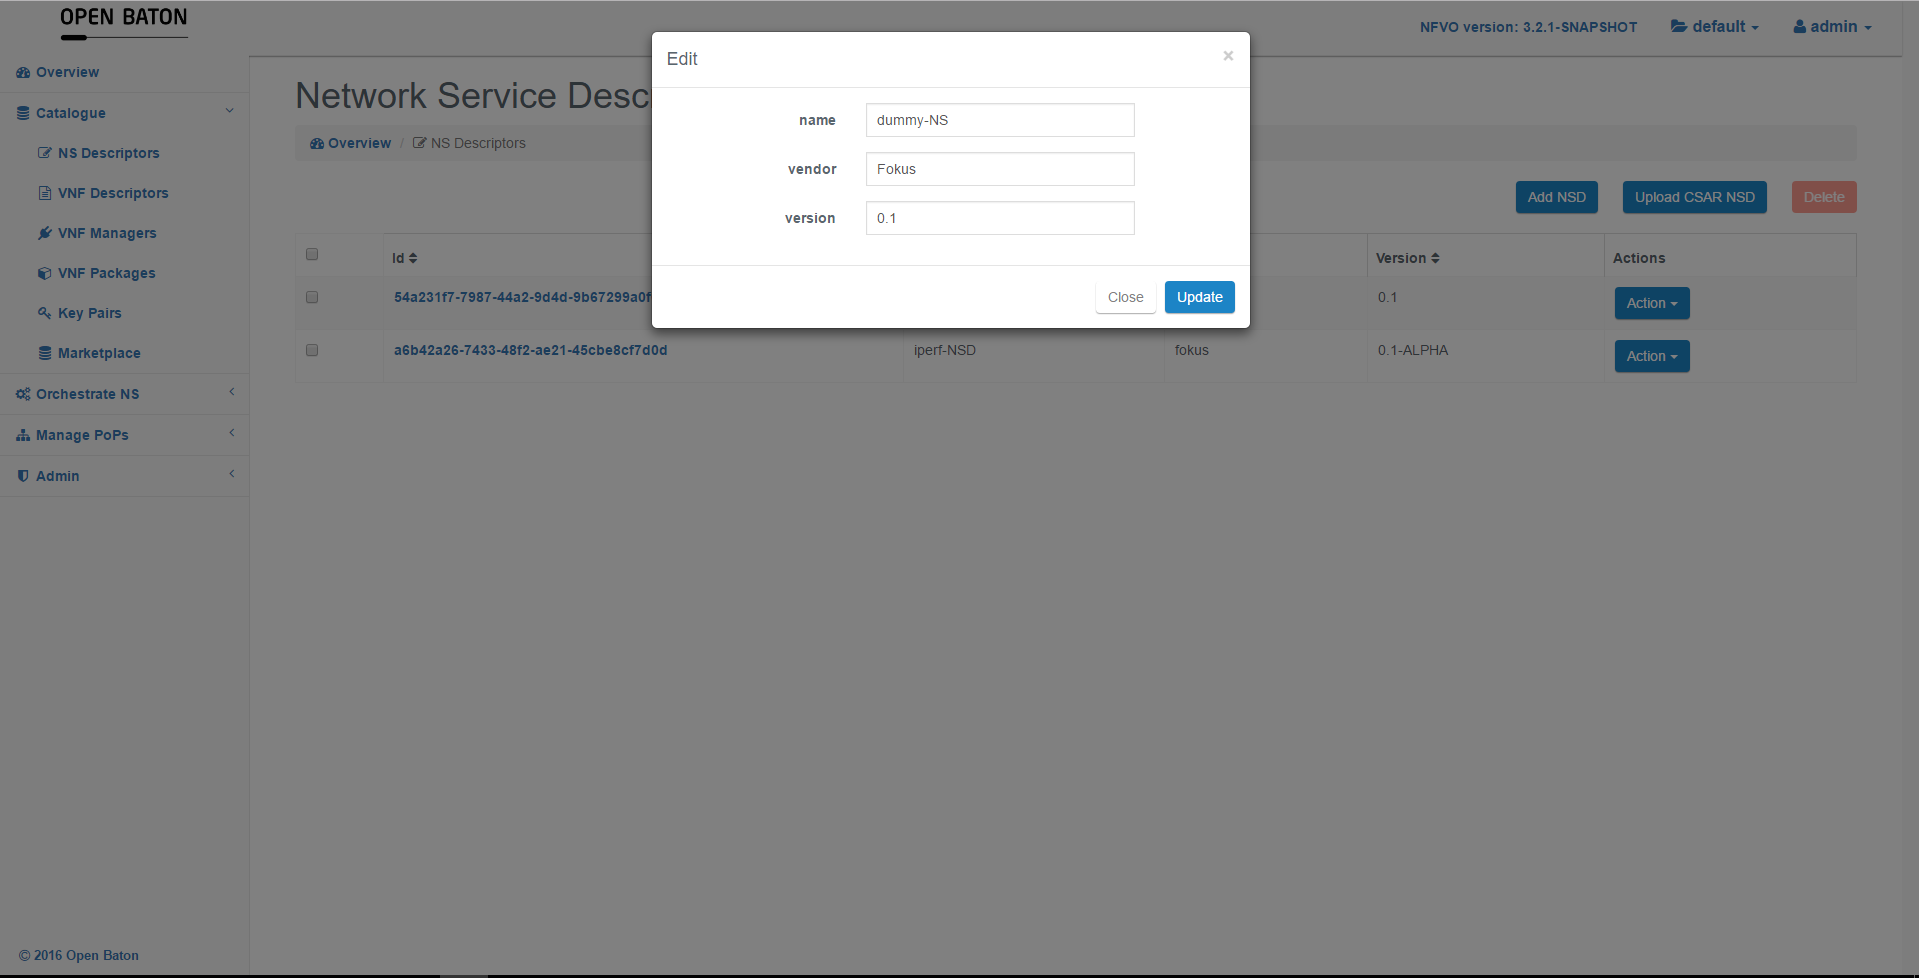 OPEN BATON
NFVO version: 3.2.1-SNAPSHOT
default
admin
Overview
Catalogue
NS Descriptors
VNF Descriptors
VNF Managers
VNF Packages
Key Pairs
Marketplace
Orchestrate NS
Manage PoPs
Admin
© 2016 Open Baton
Network Service Desc
Overview / NS Descriptors
Add NSD
Upload CSAR NSD
Delete
Id
Version
Actions
54a231f7-7987-44a2-9d4d-9b67299a0f
0.1
Action
a6b42a26-7433-48f2-ae21-45cbe8cf7d0d
iperf-NSD
fokus
0.1-ALPHA
Action
Edit
×
name
dummy-NS
vendor
Fokus
version
0.1
Close
Update